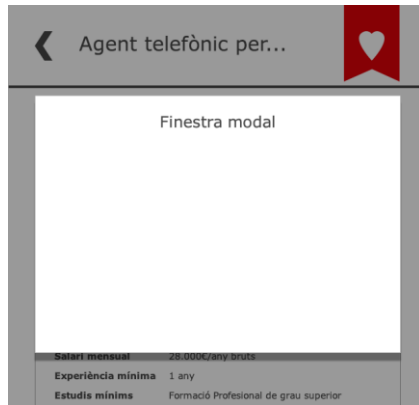 Agent telefònic per...
Finestra modal
Salari mensual 28.000€/any bruts
Experiència mínima 1 any
Estudis mínims Formació Profesional de grau superior